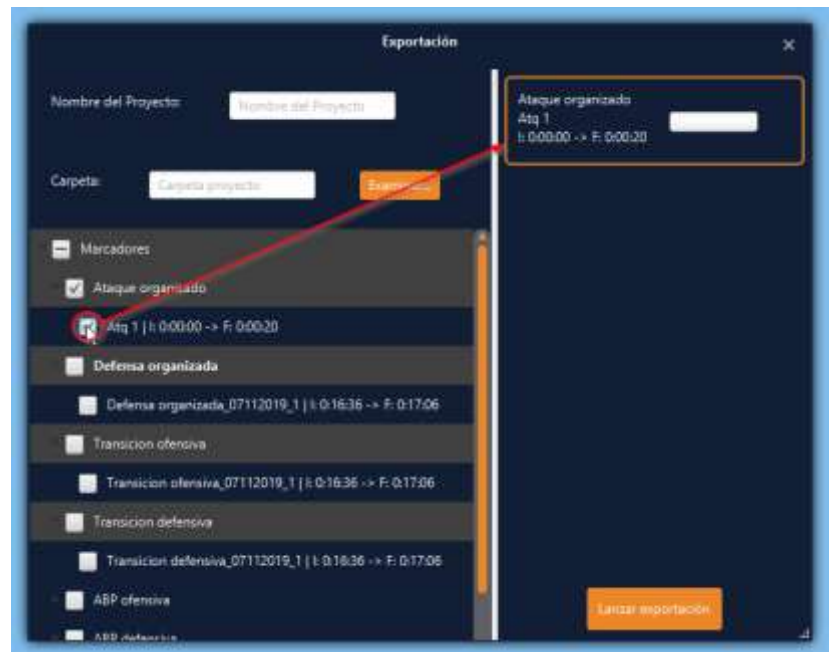 Exportación
Nombre del Proyecto:
Nombre del Proyecto
Carpeta:
Carpeta proyecto
Marcadores
Ataque organizado
Atq 1 | I: 0:00:00 -> F: 0:00:20
Defensa organizada
Defensa organizada_07112019_1 | I: 0:16:36 -> F: 0:17:06
Transicion ofensiva
Transicion ofensiva_07112019_1 | I: 0:16:36 -> F: 0:17:06
Transicion defensiva
Transicion defensiva_07112019_1 | I: 0:16:36 -> F: 0:17:06
ABP ofensiva
ABP defensiva
Ataque organizado
Atq 1
I: 0:00:00 -> F: 0:00:20
Lanzar exportación